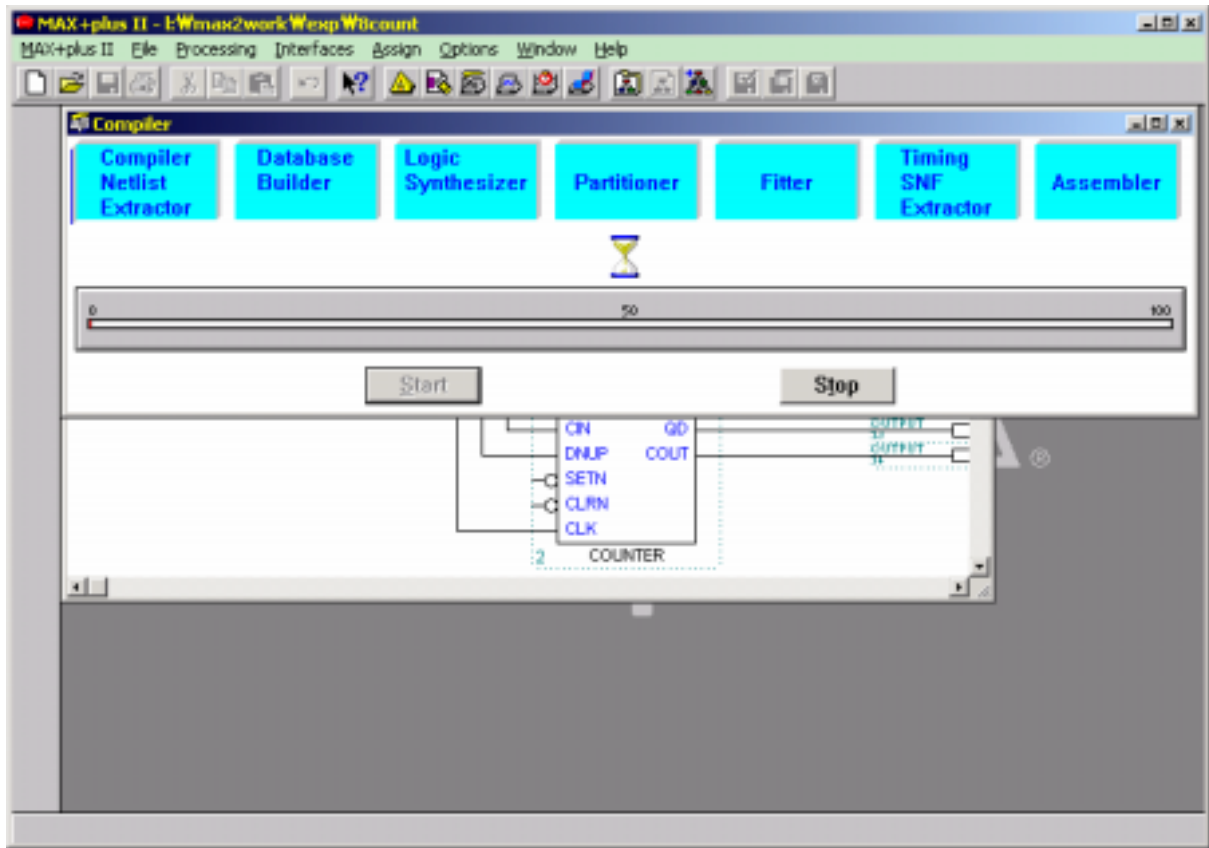 MAX+plus II - I:₩max2work₩exp₩8count
MAX+plus II File Processing Interfaces Assign Options Window Help
Compiler
Compiler Netlist Extractor
Database Builder
Logic Synthesizer
Partitioner
Fitter
Timing SNF Extractor
Assembler
0 50 100
Start Stop
CIN QD OUTPUT
DNUP COUT OUTPUT
SETN
CLRN
CLK
2 COUNTER
A ®